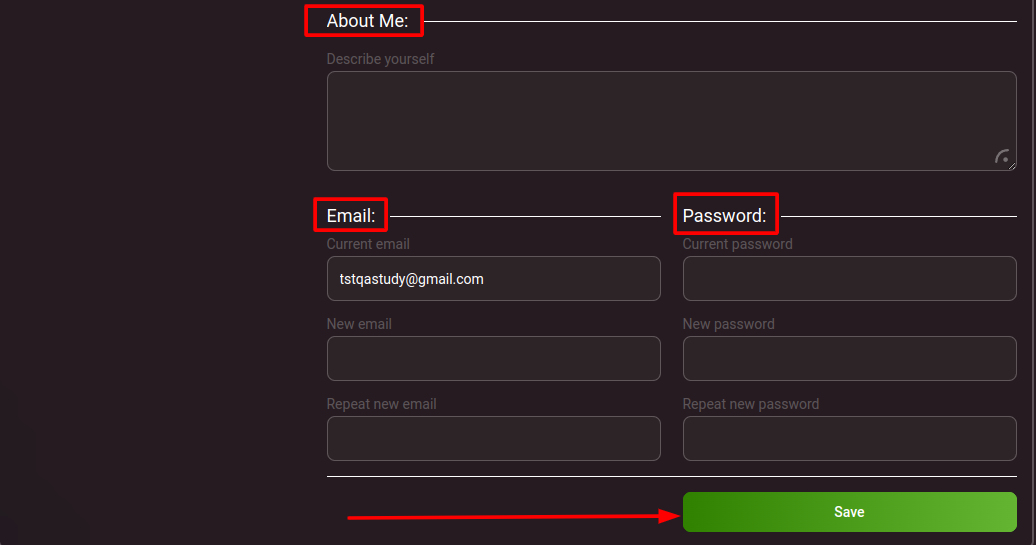 About Me:
Describe yourself
Email:
Password:
Current email
Current password
tstqastudy@gmail.com
New email
New password
Repeat new email
Repeat new password
Save